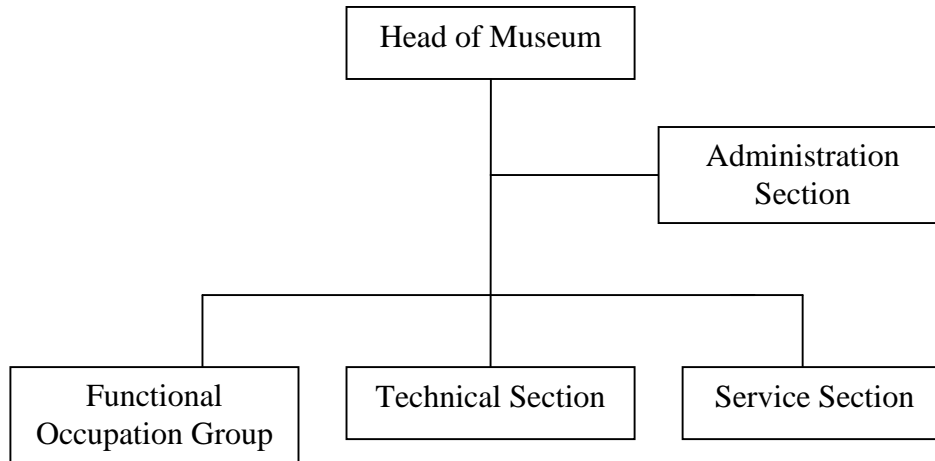 Head of Museum
Administration
Section
Functional
Occupation Group
Technical Section
Service Section